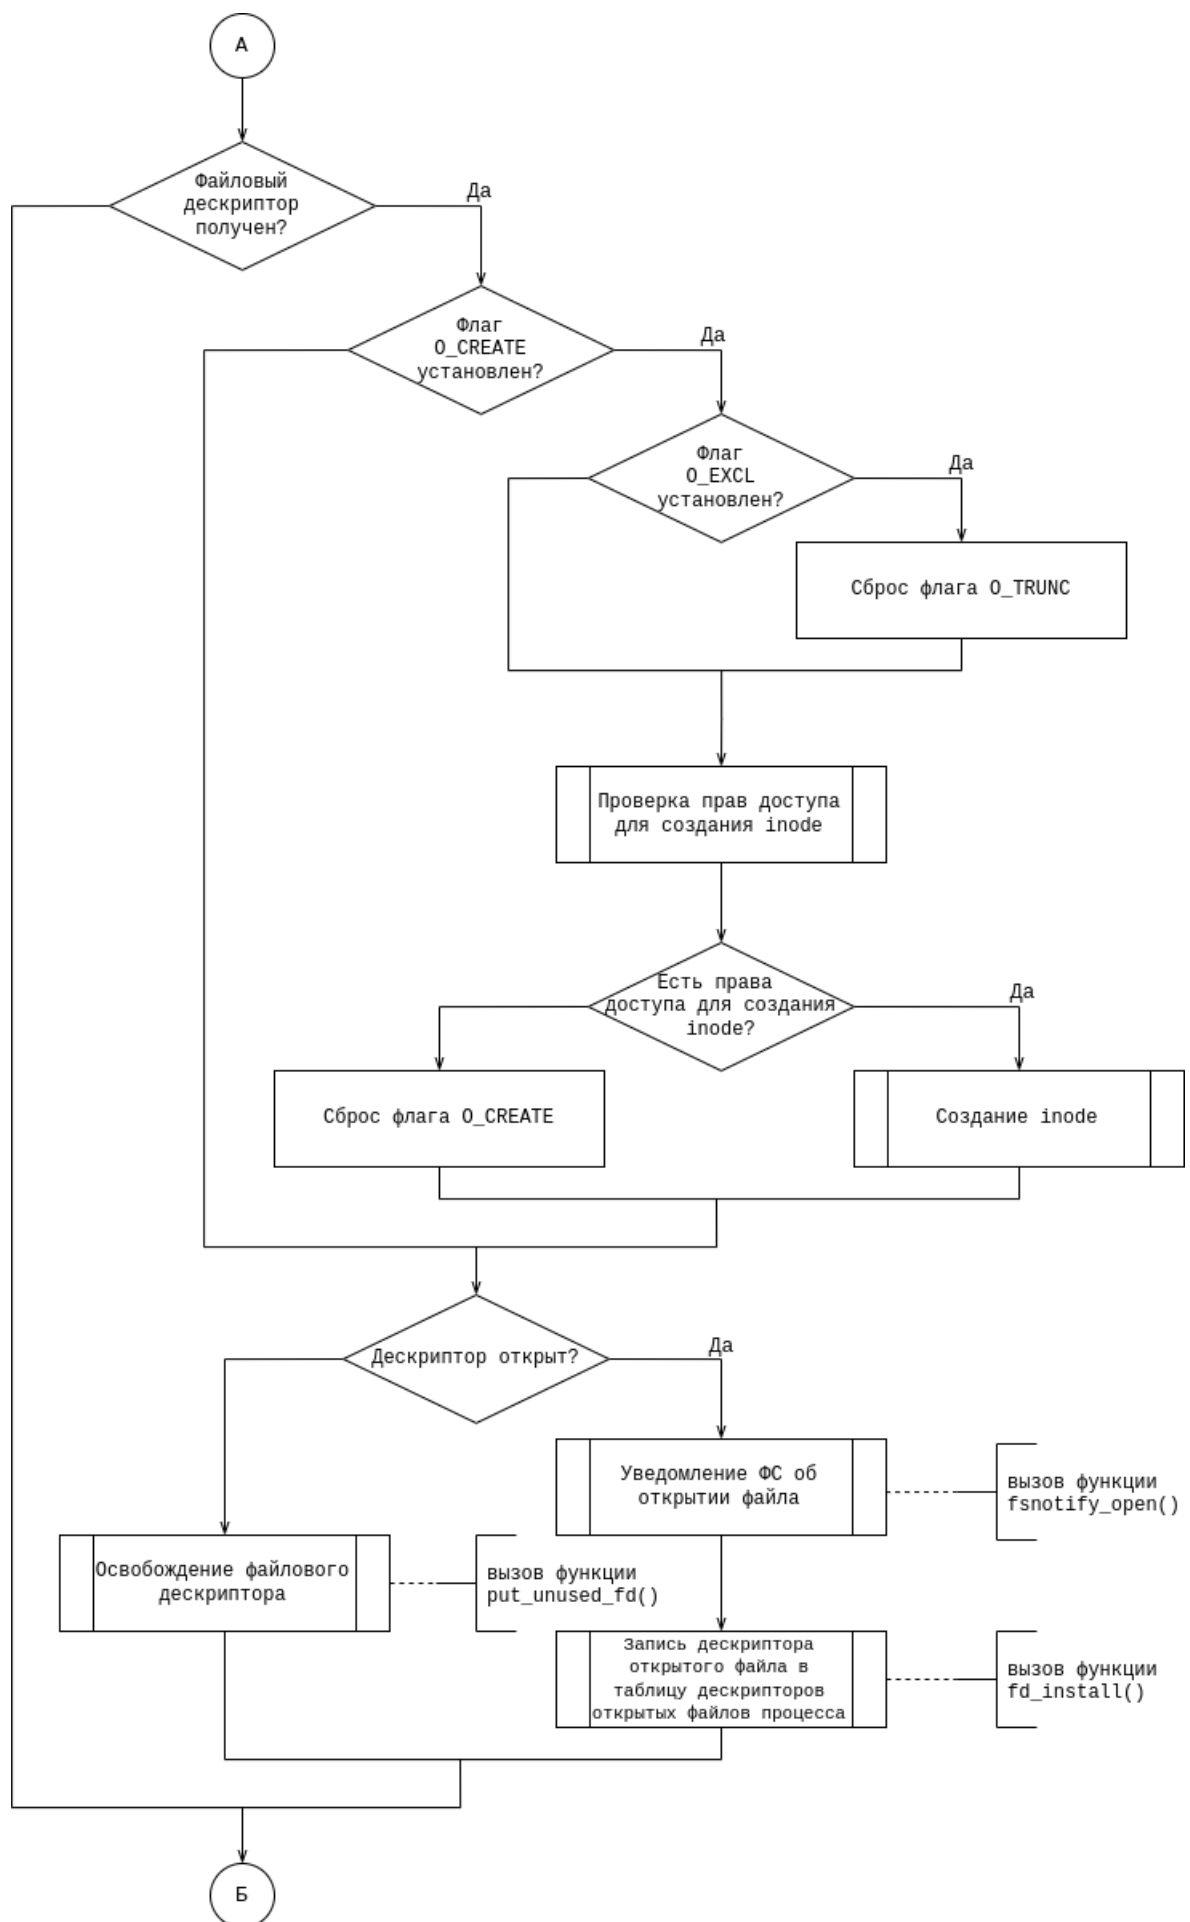 А
Файловый
дескриптор
получен?
Да
Флаг
O_CREATE
установлен?
Да
Флаг
O_EXCL
установлен?
Да
Сброс флага O_TRUNC
Проверка прав доступа
для создания inode
Есть права
доступа для создания
inode?
Да
Сброс флага O_CREATE
Создание inode
Дескриптор открыт?
Да
Уведомление ФС об
открытии файла
вызов функции
fsnotify_open()
Освобождение файлового
дескриптора
вызов функции
put_unused_fd()
Запись дескриптора
открытого файла в
таблицу дескрипторов
открытых файлов процесса
вызов функции
fd_install()
Б